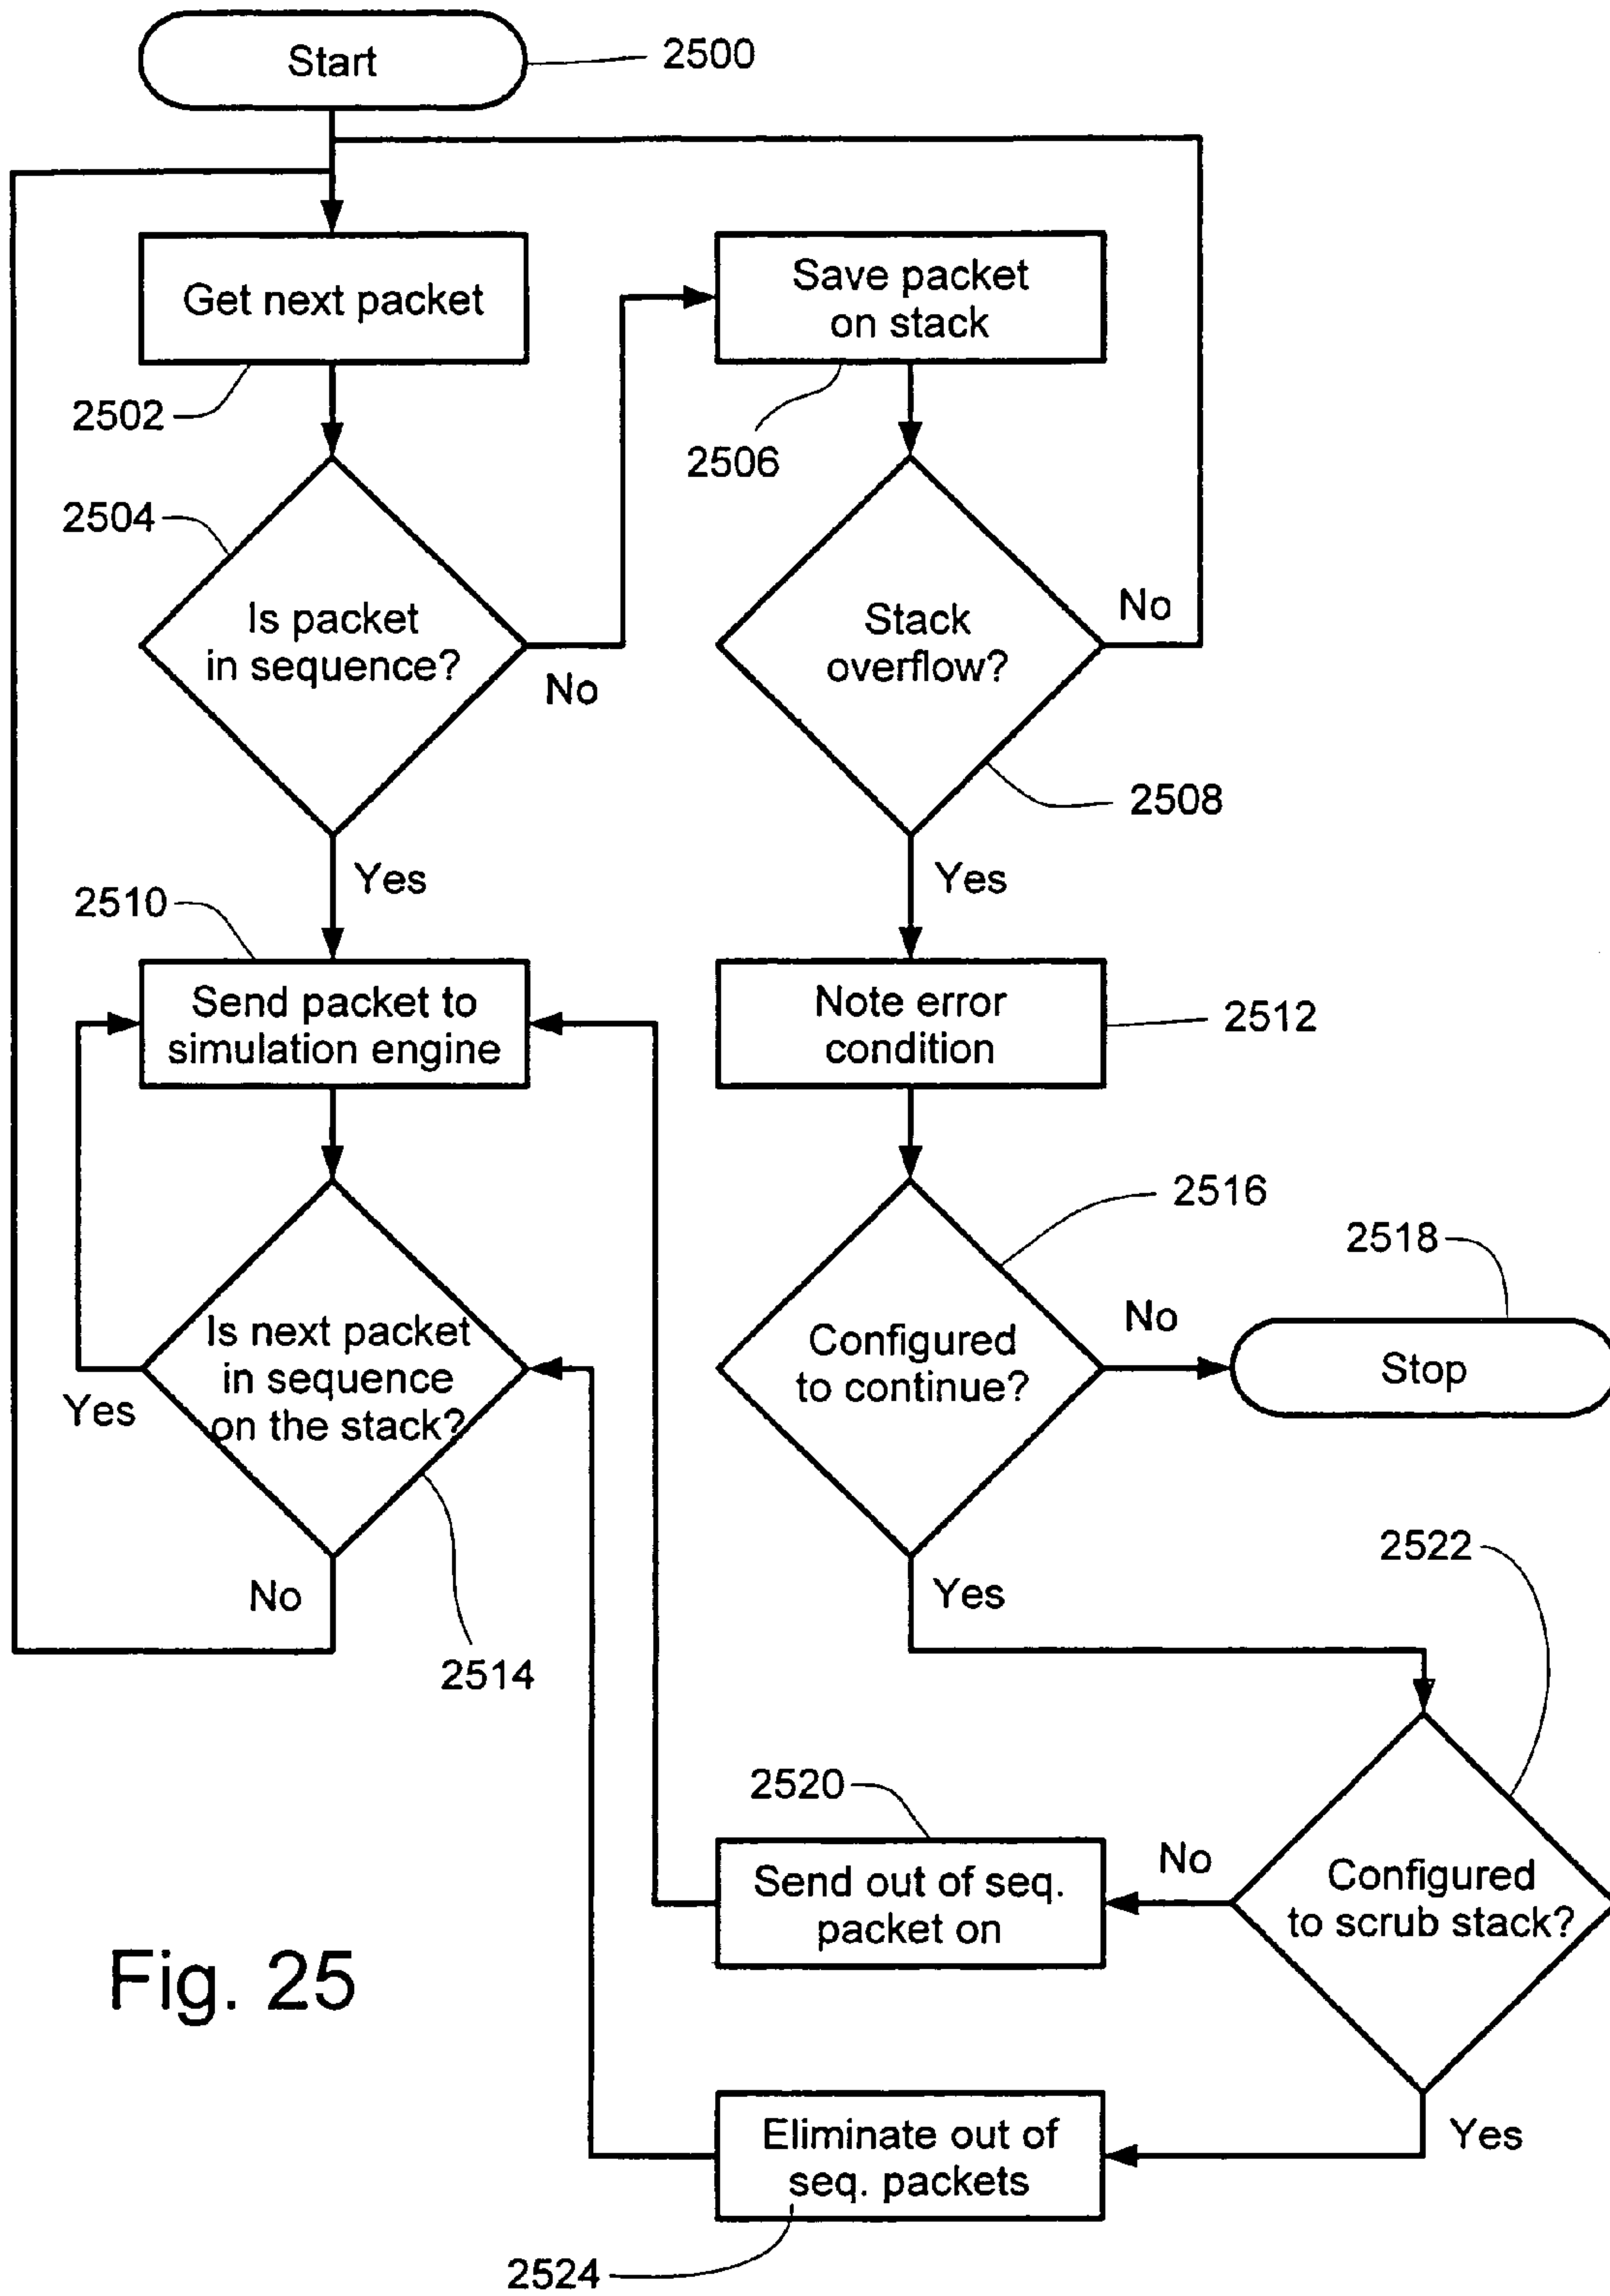 Start
2500
Get next packet
2502
Save packet
on stack
2506
2504
Is packet
in sequence?
No
Stack
overflow?
No
2508
Yes
Yes
2510
Send packet to
simulation engine
Note error
condition
2512
2516
2518
Is next packet
in sequence
on the stack?
Yes
No
2514
Configured
to continue?
No
Stop
Yes
2522
2520
Send out of seq.
packet on
No
Configured
to scrub stack?
Yes
Eliminate out of
seq. packets
2524
Fig. 25